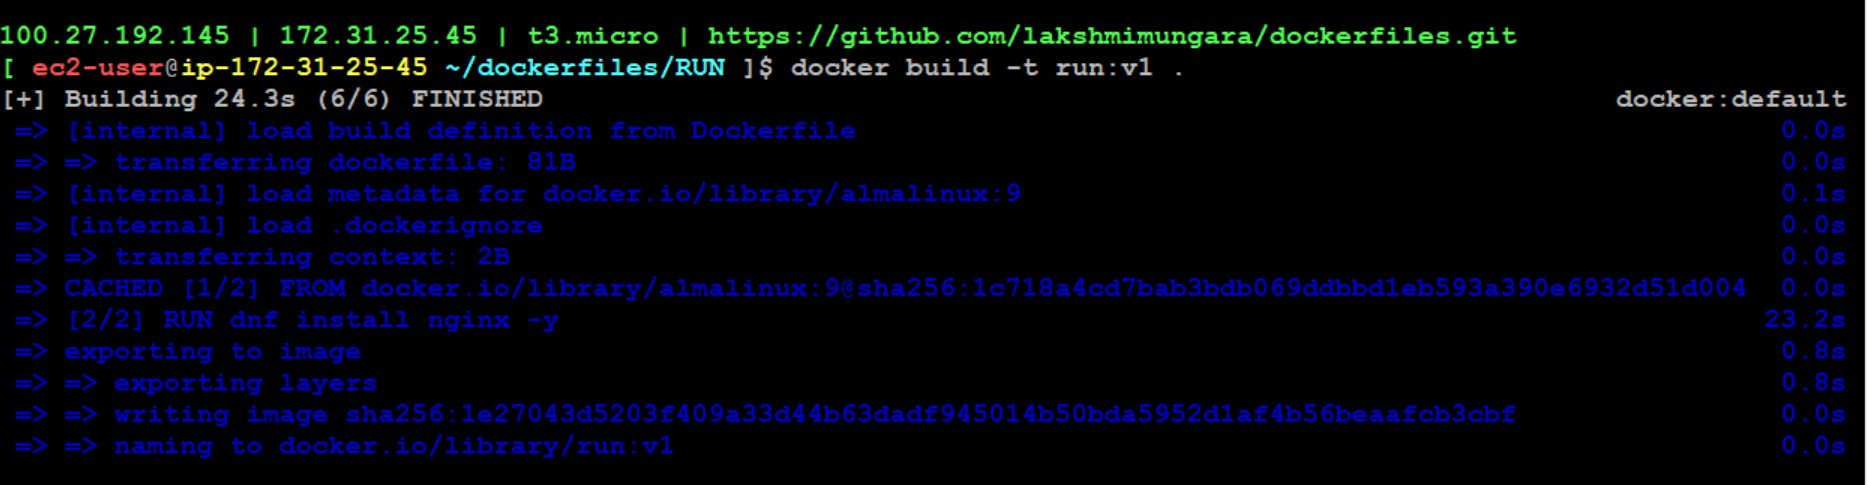 100.27.192.145 | 172.31.25.45 | t3.micro | https://github.com/lakshmimungara/dockerfiles.git
[ ec2-user@ip-172-31-25-45 ~/dockerfiles/RUN ]$ docker build -t run:v1 .
[+] Building 24.3s (6/6) FINISHED docker:default
=> [internal] load build definition from Dockerfile 0.0s
=> => transferring dockerfile: 81B 0.0s
=> [internal] load metadata for docker.io/library/almalinux:9 0.1s
=> [internal] load .dockerignore 0.0s
=> => transferring context: 2B 0.0s
=> CACHED [1/2] FROM docker.io/library/almalinux:9@sha256:1c718a4cd7bab3bdb069ddbbd1eb593a390e6932d51d004 0.0s
=> [2/2] RUN dnf install nginx -y 23.2s
=> exporting to image 0.8s
=> => exporting layers 0.8s
=> => writing image sha256:1e27043d5203f409a33d44b63dadf945014b50bda5952d1af4b56beaafcb3cbf 0.0s
=> => naming to docker.io/library/run:v1 0.0s